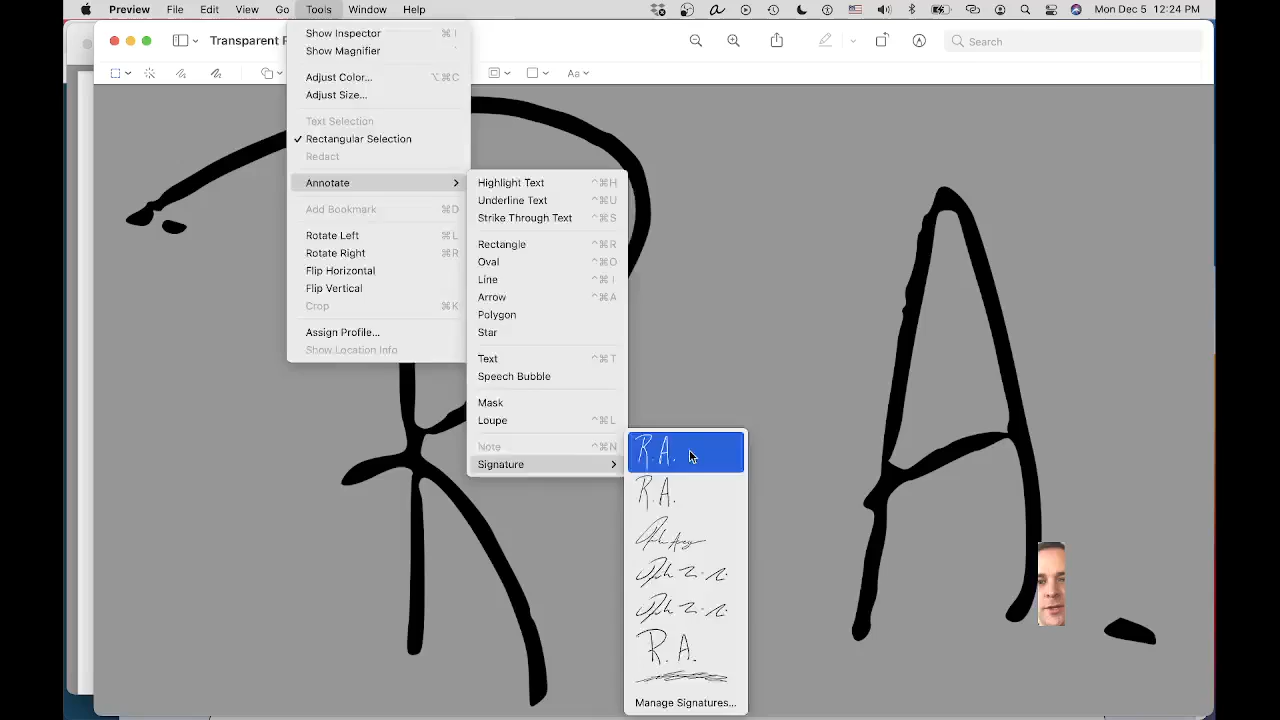 Preview File Edit View Go Tools Window Help Mon Dec 5 12:24 PM
Transparent
Search
Aa
Show Inspector ⌘I
Show Magnifier `
Adjust Color... ⌥⌘C
Adjust Size...
Text Selection
✓ Rectangular Selection
Redact
Annotate >
Add Bookmark ⌘D
Rotate Left ⌘L
Rotate Right ⌘R
Flip Horizontal
Flip Vertical
Crop ⌘K
Assign Profile...
Show Location Info
Highlight Text ^⌘H
Underline Text ^⌘U
Strike Through Text ^⌘S
Rectangle ^⌘R
Oval ^⌘O
Line ^⌘I
Arrow ^⌘A
Polygon
Star
Text ^⌘T
Speech Bubble
Mask
Loupe ^⌘L
Note ^⌘N
Signature >
R.A.
R.A.
R.A.
Manage Signatures...
R. A.